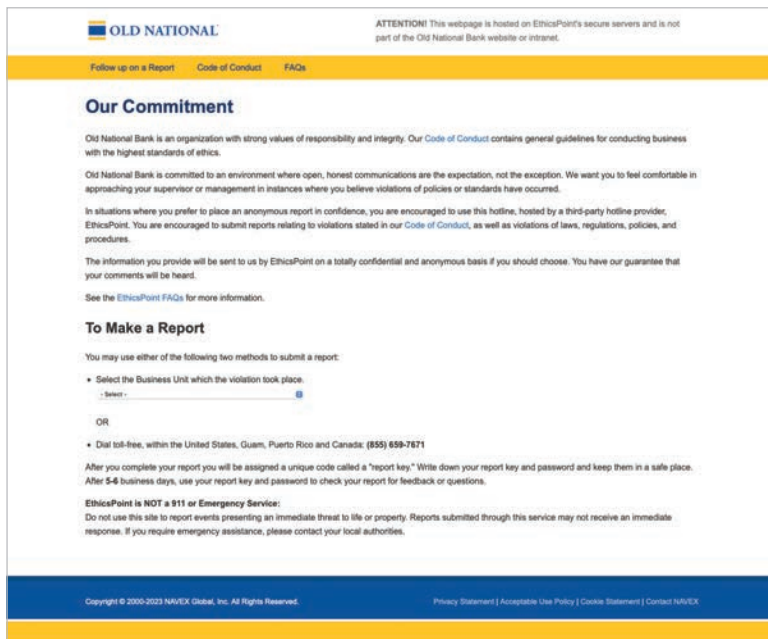 OLD NATIONAL
ATTENTION! This webpage is hosted on EthicsPoint's secure servers and is not
part of the Old National Bank website or intranet.
Follow up on a Report Code of Conduct FAQs
Our Commitment
Old National Bank is an organization with strong values of responsibility and integrity. Our Code of Conduct contains general guidelines for conducting business
with the highest standards of ethics.
Old National Bank is committed to an environment where open, honest communications are the expectation, not the exception. We want you to feel comfortable in
approaching your supervisor or management in instances where you believe violations of policies or standards have occurred.
In situations where you prefer to place an anonymous report in confidence, you are encouraged to use this hotline, hosted by a third-party hotline provider,
EthicsPoint. You are encouraged to submit reports relating to violations stated in our Code of Conduct, as well as violations of laws, regulations, policies, and
procedures.
The information you provide will be sent to us by EthicsPoint on a totally confidential and anonymous basis if you should choose. You have our guarantee that
your comments will be heard.
See the EthicsPoint FAQs for more information.
To Make a Report
You may use either of the following two methods to submit a report:
• Select the Business Unit which the violation took place.
- Select -
OR
• Dial toll-free, within the United States, Guam, Puerto Rico and Canada: (855) 659-7671
After you complete your report you will be assigned a unique code called a "report key." Write down your report key and password and keep them in a safe place.
After 5-6 business days, use your report key and password to check your report for feedback or questions.
EthicsPoint is NOT a 911 or Emergency Service:
Do not use this site to report events presenting an immediate threat to life or property. Reports submitted through this service may not receive an immediate
response. If you require emergency assistance, please contact your local authorities.
Copyright © 2000-2023 NAVEX Global, Inc. All Rights Reserved.
Privacy Statement | Acceptable Use Policy | Cookie Statement | Contact NAVEX